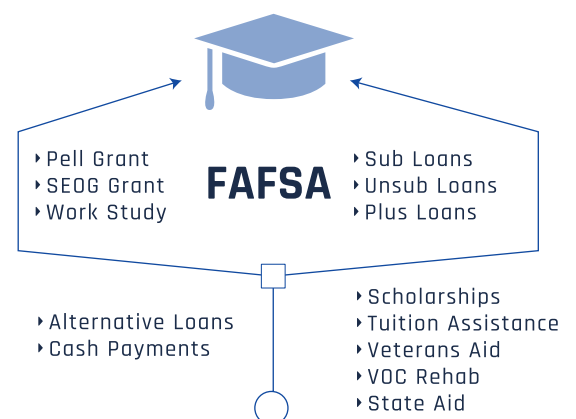 Pell Grant
SEOG Grant
Work Study
FAFSA
Sub Loans
Unsub Loans
Plus Loans
Alternative Loans
Cash Payments
Scholarships
Tuition Assistance
Veterans Aid
VOC Rehab
State Aid